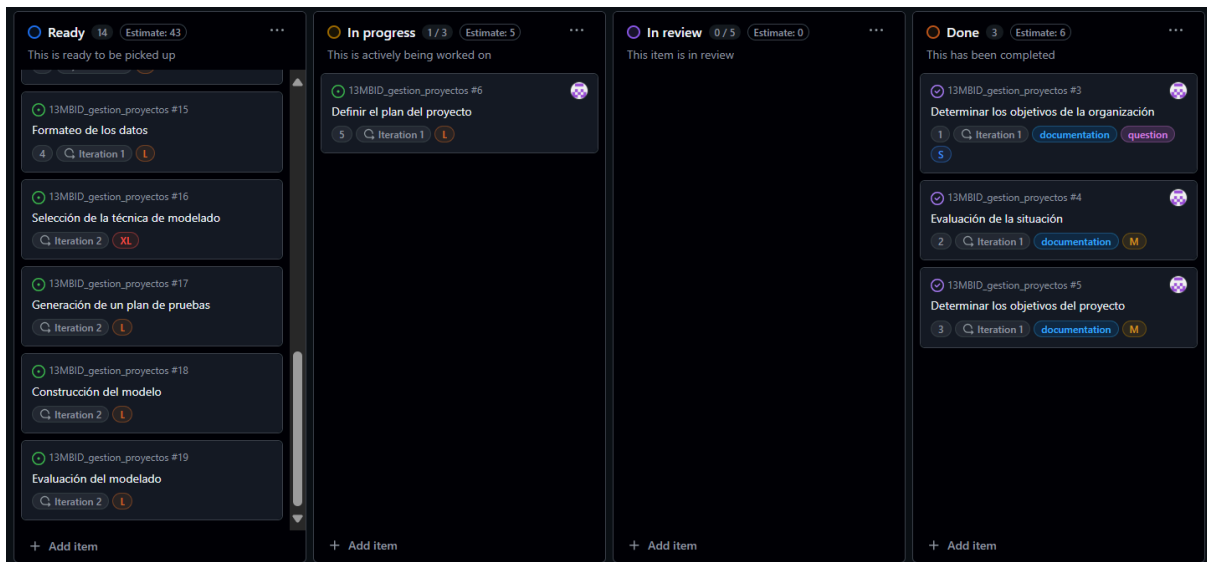 Ready 14 Estimate: 43 ...
This is ready to be picked up
13MBID_gestion_proyectos #15
Formateo de los datos
4 Iteration 1 L
13MBID_gestion_proyectos #16
Selección de la técnica de modelado
Iteration 2 XL
13MBID_gestion_proyectos #17
Generación de un plan de pruebas
Iteration 2 L
13MBID_gestion_proyectos #18
Construcción del modelo
Iteration 2 L
13MBID_gestion_proyectos #19
Evaluación del modelado
Iteration 2 L
+ Add item
In progress 1 / 3 Estimate: 5 ...
This is actively being worked on
13MBID_gestion_proyectos #6
Definir el plan del proyecto
5 Iteration 1 L
+ Add item
In review 0 / 5 Estimate: 0 ...
This item is in review
+ Add item
Done 3 Estimate: 6 ...
This has been completed
13MBID_gestion_proyectos #3
Determinar los objetivos de la organización
1 Iteration 1 documentation question
S
13MBID_gestion_proyectos #4
Evaluación de la situación
2 Iteration 1 documentation M
13MBID_gestion_proyectos #5
Determinar los objetivos del proyecto
3 Iteration 1 documentation M
+ Add item